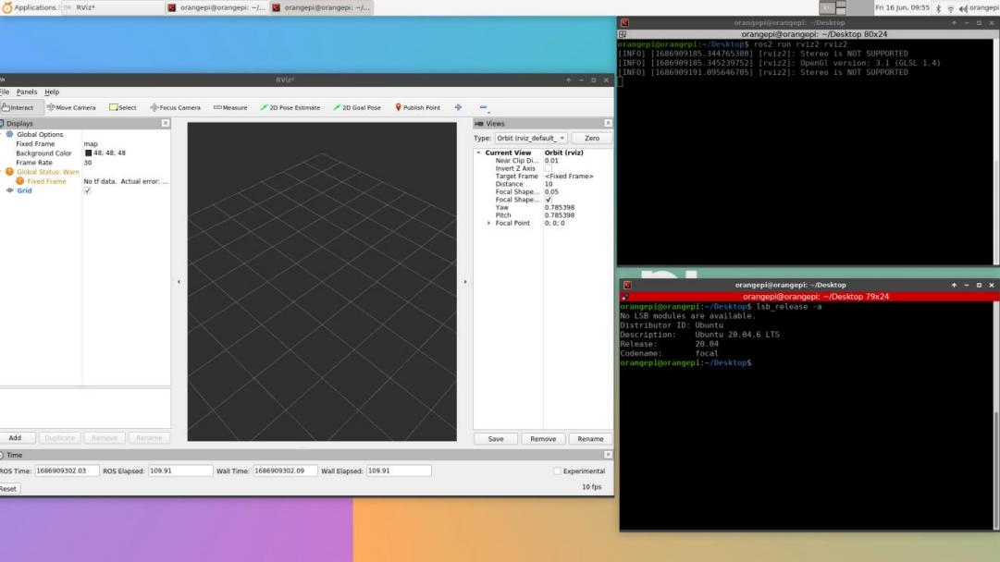 Applications
RViz*
orangepi@orangepi: ~/...
orangepi@orangepi: ~/...
Fri 16 Jun, 09:55
orangepi
RViz*
File Panels Help
Interact
Move Camera
Select
Focus Camera
Measure
2D Pose Estimate
2D Goal Pose
Publish Point
Displays
Global Options
Fixed Frame map
Background Color 48; 48; 48
Frame Rate 30
Global Status: Warn
Fixed Frame No tf data. Actual error: ...
Grid
Add
Duplicate
Remove
Rename
Views
Type: Orbit (rviz_default_ Zero
Current View Orbit (rviz)
Near Clip Di... 0.01
Invert Z Axis
Target Frame <Fixed Frame>
Distance 10
Focal Shape... 0.05
Focal Shape...
Yaw 0.785398
Pitch 0.785398
Focal Point 0; 0; 0
Save
Remove
Rename
Time
ROS Time: 1686909302.03 ROS Elapsed: 109.91 Wall Time: 1686909302.09 Wall Elapsed: 109.91 Experimental
Reset
10 fps
orangepi@orangepi: ~/Desktop
orangepi@orangepi: ~/Desktop 80x24
orangepi@orangepi:~/Desktop$ ros2 run rviz2 rviz2
[INFO] [1686909185.344765380] [rviz2]: Stereo is NOT SUPPORTED
[INFO] [1686909185.345239752] [rviz2]: OpenGl version: 3.1 (GLSL 1.4)
[INFO] [1686909191.095646705] [rviz2]: Stereo is NOT SUPPORTED
orangepi@orangepi: ~/Desktop
orangepi@orangepi: ~/Desktop 79x24
orangepi@orangepi:~/Desktop$ lsb_release -a
No LSB modules are available.
Distributor ID: Ubuntu
Description: Ubuntu 20.04.6 LTS
Release: 20.04
Codename: focal
orangepi@orangepi:~/Desktop$